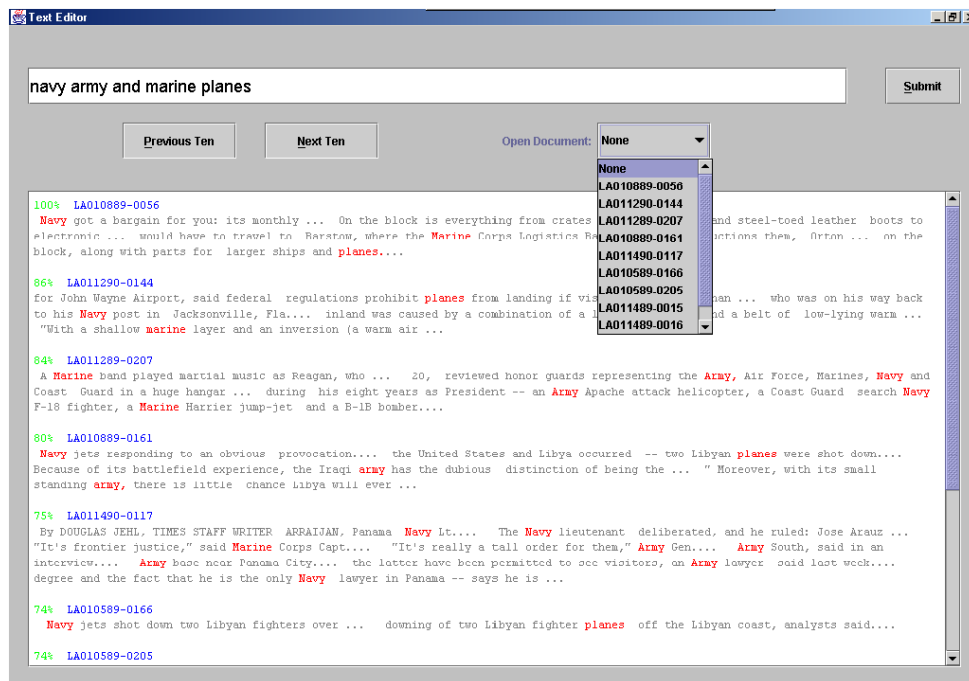 Text Editor
navy army and marine planes
Submit
Previous Ten
Next Ten
Open Document:
None
None
LA010889-0056
LA011290-0144
LA011289-0207
LA010889-0161
LA011490-0117
LA010589-0166
LA010589-0205
LA011489-0015
LA011489-0016
100% LA010889-0056
Navy got a bargain for you: its monthly ... On the block is everything from crates and steel-toed leather boots to
electronic ... would have to travel to Barstow, where the Marine Corps Logistics Ba uctions them, Orton ... on the
block, along with parts for larger ships and planes....
86% LA011290-0144
for John Wayne Airport, said federal regulations prohibit planes from landing if vis man ... who was on his way back
to his Navy post in Jacksonville, Fla.... inland was caused by a combination of a l nd a belt of low-lying warm ...
"With a shallow marine layer and an inversion (a warm air ...
84% LA011289-0207
A Marine band played martial music as Reagan, who ... 20, reviewed honor guards representing the Army, Air Force, Marines, Navy and
Coast Guard in a huge hangar ... during his eight years as President -- an Army Apache attack helicopter, a Coast Guard search Navy
F-18 fighter, a Marine Harrier jump-jet and a B-1B bomber....
80% LA010889-0161
Navy jets responding to an obvious provocation.... the United States and Libya occurred -- two Libyan planes were shot down....
Because of its battlefield experience, the Iraqi army has the dubious distinction of being the ... " Moreover, with its small
standing army, there is little chance Libya will ever ...
75% LA011490-0117
By DOUGLAS JEHL, TIMES STAFF WRITER ARRAIJAN, Panama Navy Lt.... The Navy lieutenant deliberated, and he ruled: Jose Arauz ...
"It's frontier justice," said Marine Corps Capt.... "It's really a tall order for them," Army Gen.... Army South, said in an
interview.... Army base near Panama City.... the latter have been permitted to see visitors, an Army lawyer said last week....
degree and the fact that he is the only Navy lawyer in Panama -- says he is ...
74% LA010589-0166
Navy jets shot down two Libyan fighters over ... downing of two Libyan fighter planes off the Libyan coast, analysts said....
74% LA010589-0205